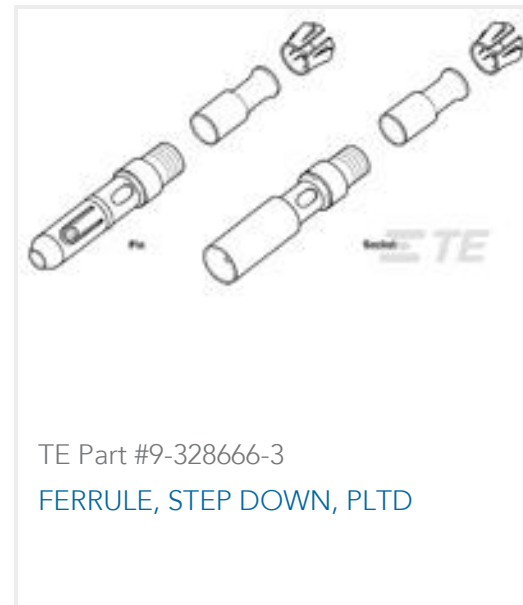 Pin
Socket
TE
TE Part #9-328666-3
FERRULE, STEP DOWN, PLTD